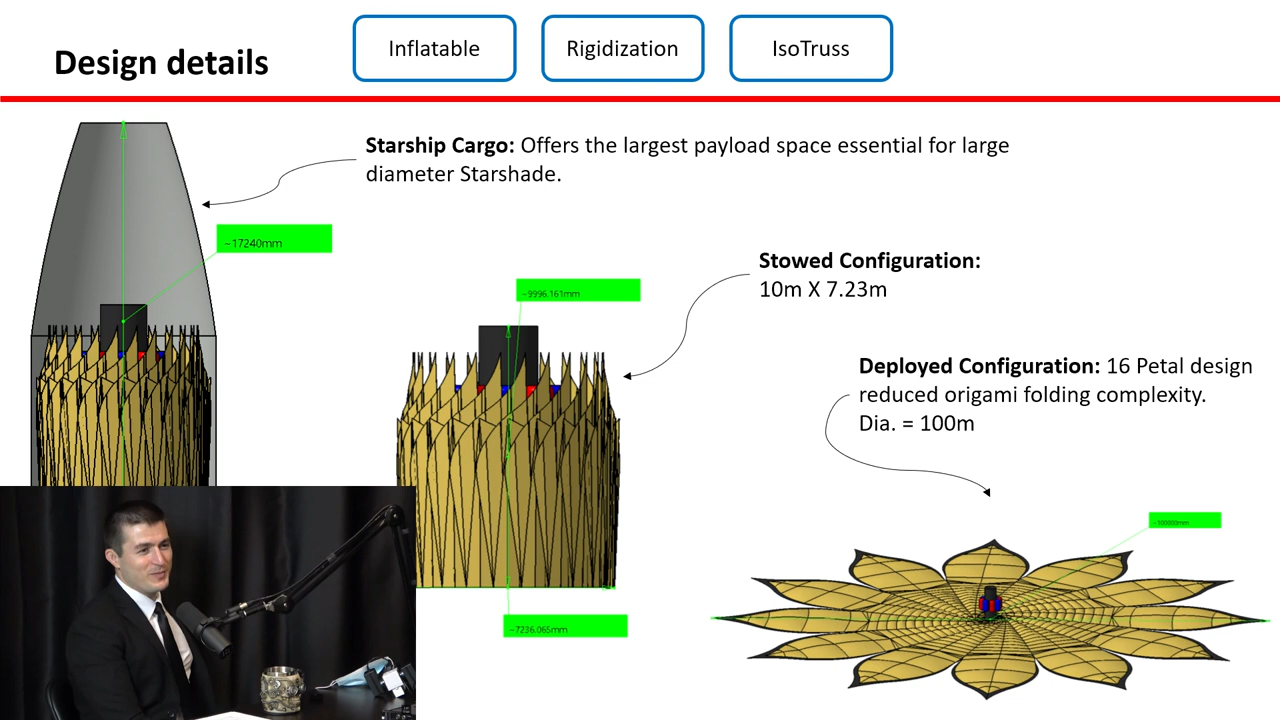 Design details
Inflatable
Rigidization
IsoTruss
Starship Cargo: Offers the largest payload space essential for large
diameter Starshade.
~17240mm
Stowed Configuration:
10m X 7.23m
~9996.161mm
Deployed Configuration: 16 Petal design
reduced origami folding complexity.
Dia. = 100m
~100000mm
~7236.065mm